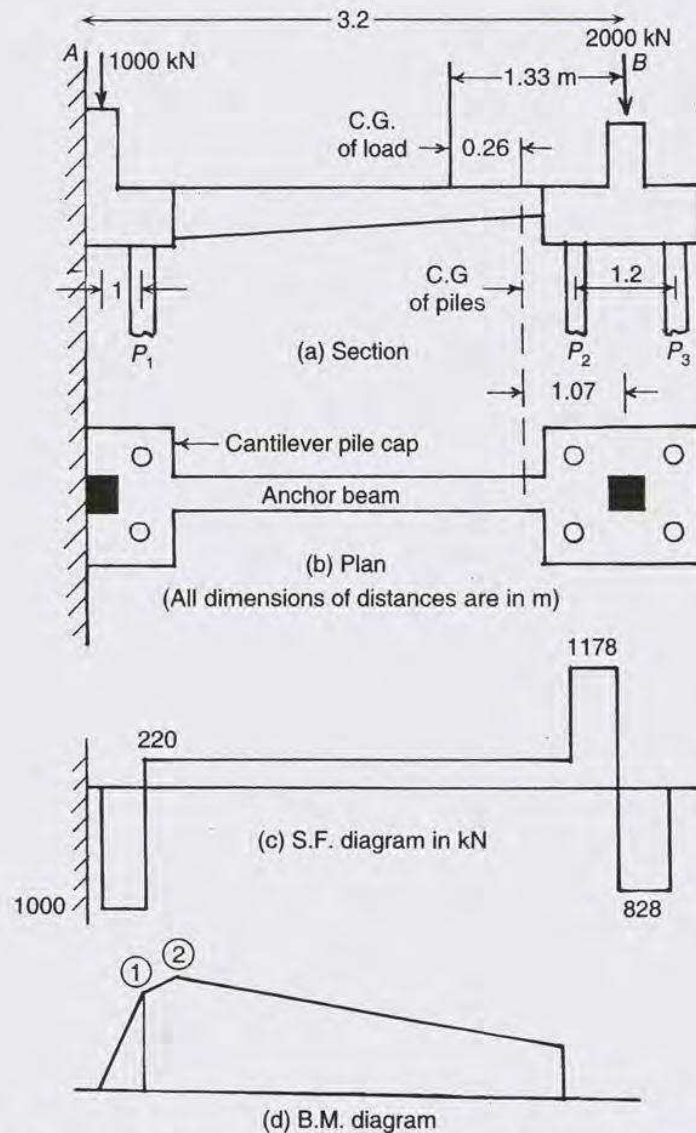 3.2
A
1000 kN
2000 kN
B
1.33 m
C.G.
of load
0.26
1
C.G
of piles
1.2
P1
(a) Section
P2
P3
1.07
Cantilever pile cap
Anchor beam
(b) Plan
(All dimensions of distances are in m)
1178
220
(c) S.F. diagram in kN
1000
828
1
2
(d) B.M. diagram